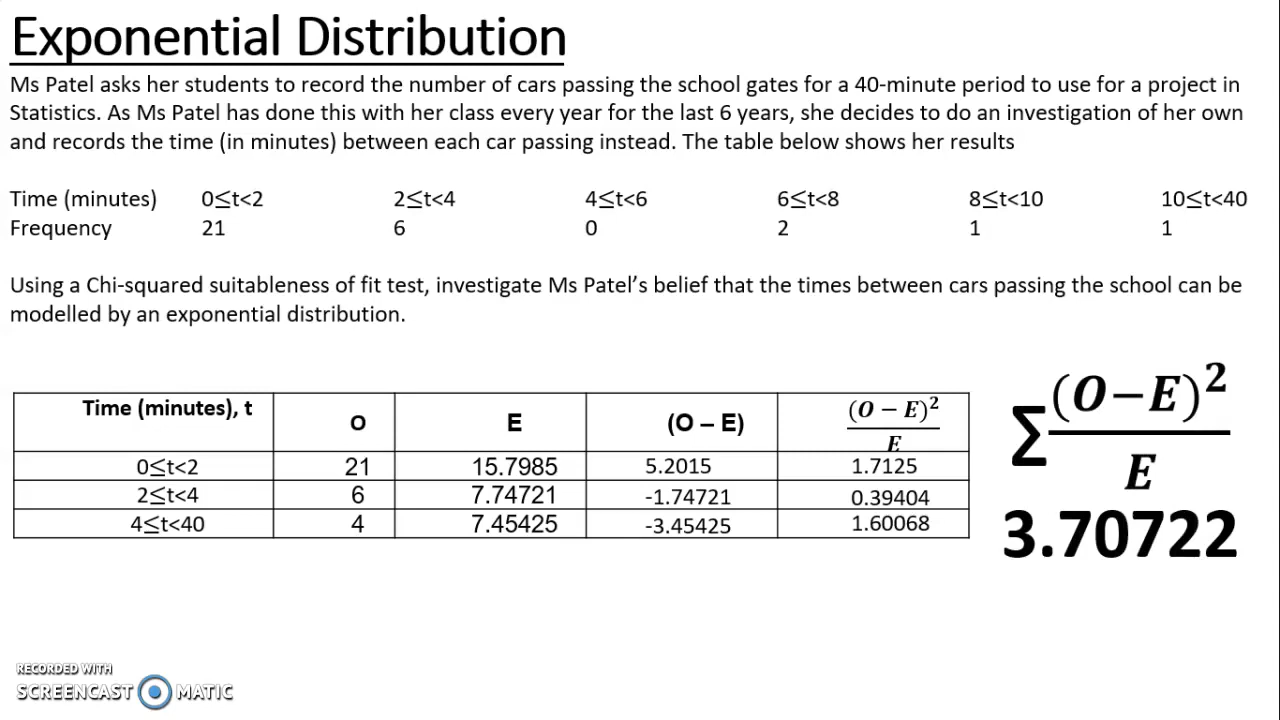 Exponential Distribution
Ms Patel asks her students to record the number of cars passing the school gates for a 40-minute period to use for a project in
Statistics. As Ms Patel has done this with her class every year for the last 6 years, she decides to do an investigation of her own
and records the time (in minutes) between each car passing instead. The table below shows her results
Time (minutes) 0≤t<2 2≤t<4 4≤t<6 6≤t<8 8≤t<10 10≤t<40
Frequency 21 6 0 2 1 1
Using a Chi-squared suitableness of fit test, investigate Ms Patel's belief that the times between cars passing the school can be
modelled by an exponential distribution.
Time (minutes), t O E (O – E) (O − E)²/E
0≤t<2 21 15.7985 5.2015 1.7125
2≤t<4 6 7.74721 -1.74721 0.39404
4≤t<40 4 7.45425 -3.45425 1.60068
∑ (O−E)²/E
3.70722
RECORDED WITH
SCREENCAST MATIC